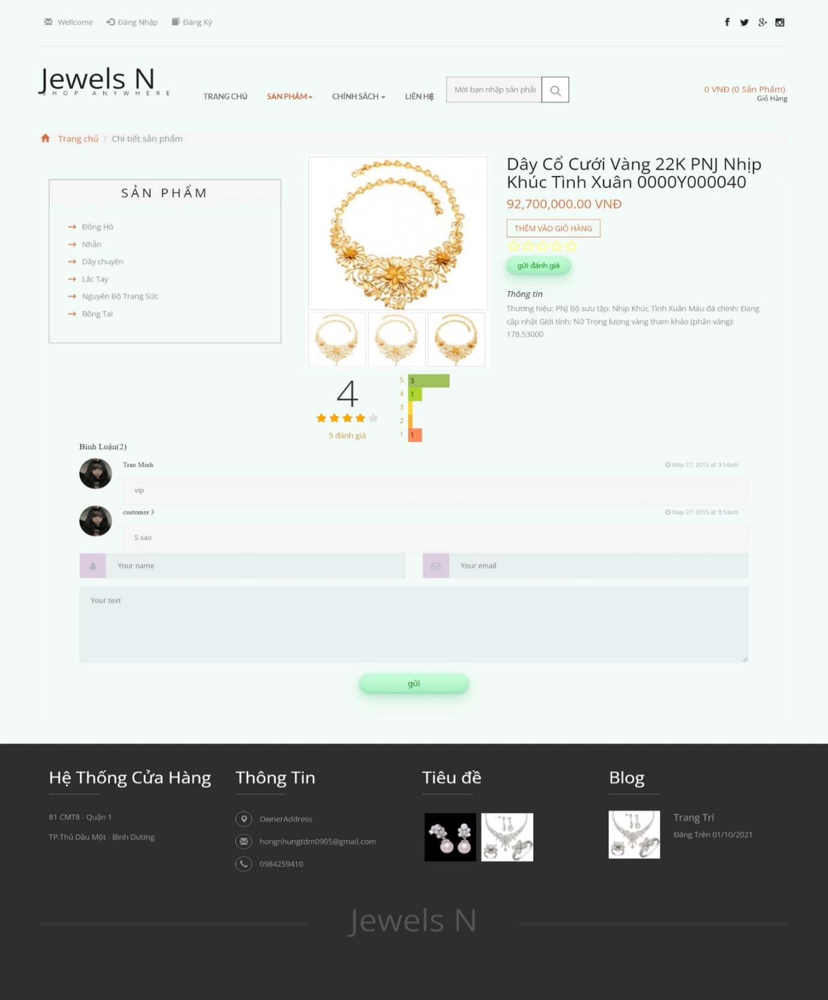 Wellcome Đăng Nhập Đăng Ký
Jewels N
SHOP ANYWHERE
TRANG CHỦ SẢN PHẨM CHÍNH SÁCH LIÊN HỆ
Mời bạn nhập sản phẩn
0 VNĐ (0 Sản Phẩm)
Giỏ Hàng
Trang chủ / Chi tiết sản phẩm
SẢN PHẨM
Đồng Hồ
Nhẫn
Dây chuyền
Lắc Tay
Nguyên Bộ Trang Sức
Bông Tai
Dây Cổ Cưới Vàng 22K PNJ Nhịp
Khúc Tình Xuân 0000Y000040
92,700,000.00 VNĐ
THÊM VÀO GIỎ HÀNG
gửi đánh giá
Thông tin
Thương hiệu: PNJ Bộ sưu tập: Nhịp Khúc Tình Xuân Màu đá chính: Đang
cập nhật Giới tính: Nữ Trọng lượng vàng tham khảo (phân vàng):
178.53000
4
5 đánh giá
5 3
4 1
3
2
1 1
Bình Luận(2)
Tran Minh May 27, 2015 at 3:14am
vip
customer 3 May 27, 2015 at 3:14am
5 sao
Your name Your email
Your text
gửi
Hệ Thống Cửa Hàng
81 CMT8 - Quận 1
TP.Thủ Dầu Một - Bình Dương
Thông Tin
OwnerAddress
hongnhungtdm0905@gmail.com
0984259410
Tiêu đề
Blog
Trang Trí
Đăng Trên 01/10/2021
Jewels N